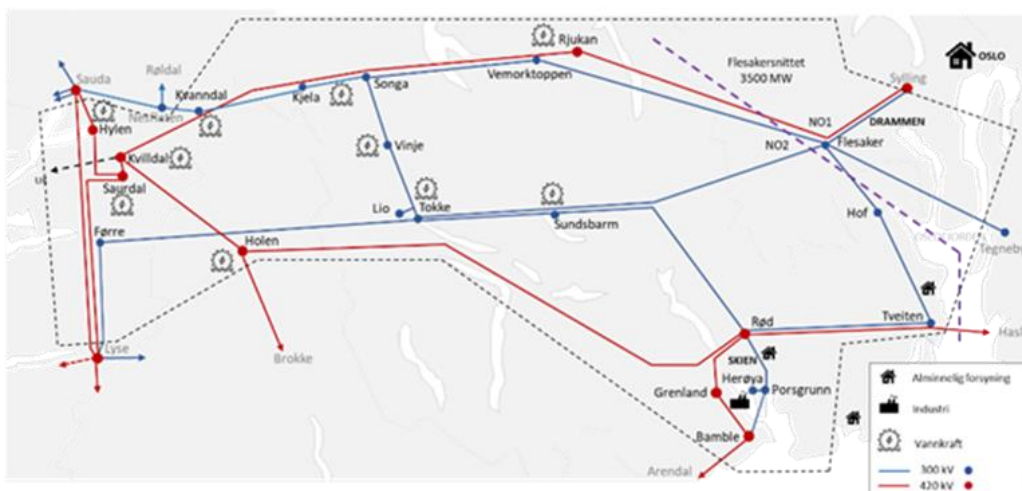 Rjukan
OSLO
Flesakersnittet
3500 MW
Sauda
Røldal
Vemorktoppen
Sylling
Songa
Kjela
Kvanndal
Nesflaten
NO1
DRAMMEN
Hylen
NO2
Flesaker
Vinje
Kvilldal
Saurdal
Lio
Tokke
Sundsbarm
Hof
OSLOFJORDEN
Førre
Holen
Tegneby
Tveiten
Rød
Lyse
Brokke
SKIEN
Hasl
Herøya
Grenland
Porsgrunn
Alminnelig forsyning
Industri
Bamble
Vannkraft
Arendal
300 kV
420 kV